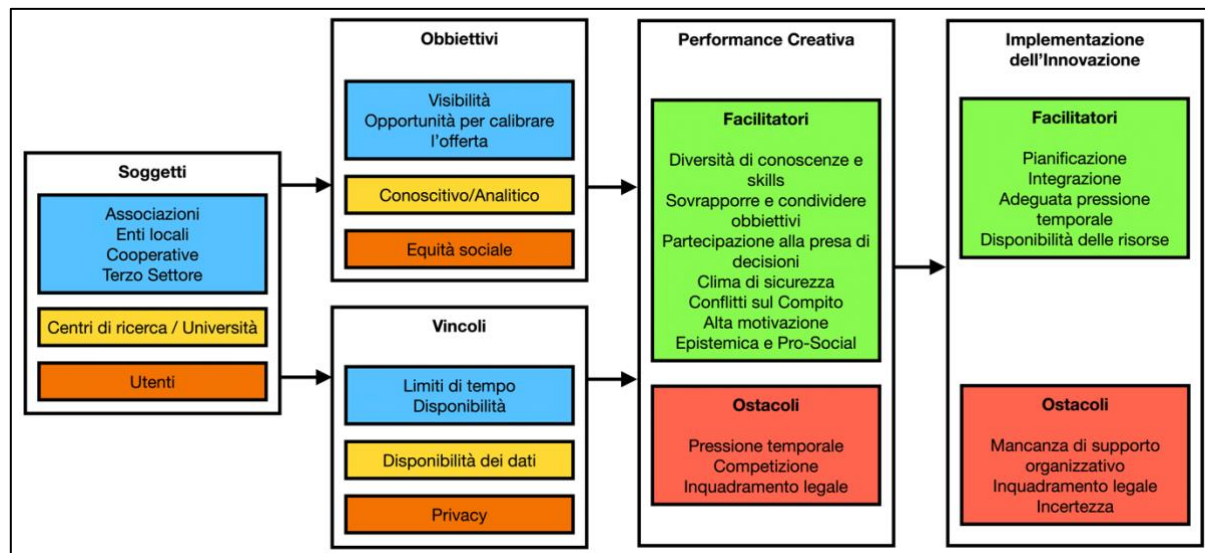 Soggetti
Associazioni
Enti locali
Cooperative
Terzo Settore
Centri di ricerca / Università
Utenti
Obbiettivi
Visibilità
Opportunità per calibrare
l'offerta
Conoscitivo/Analitico
Equità sociale
Vincoli
Limiti di tempo
Disponibilità
Disponibilità dei dati
Privacy
Performance Creativa
Facilitatori
Diversità di conoscenze e
skills
Sovrapporre e condividere
obbiettivi
Partecipazione alla presa di
decisioni
Clima di sicurezza
Conflitti sul Compito
Alta motivazione
Epistemica e Pro-Social
Ostacoli
Pressione temporale
Competizione
Inquadramento legale
Implementazione
dell'Innovazione
Facilitatori
Pianificazione
Integrazione
Adeguata pressione
temporale
Disponibilità delle risorse
Ostacoli
Mancanza di supporto
organizzativo
Inquadramento legale
Incertezza